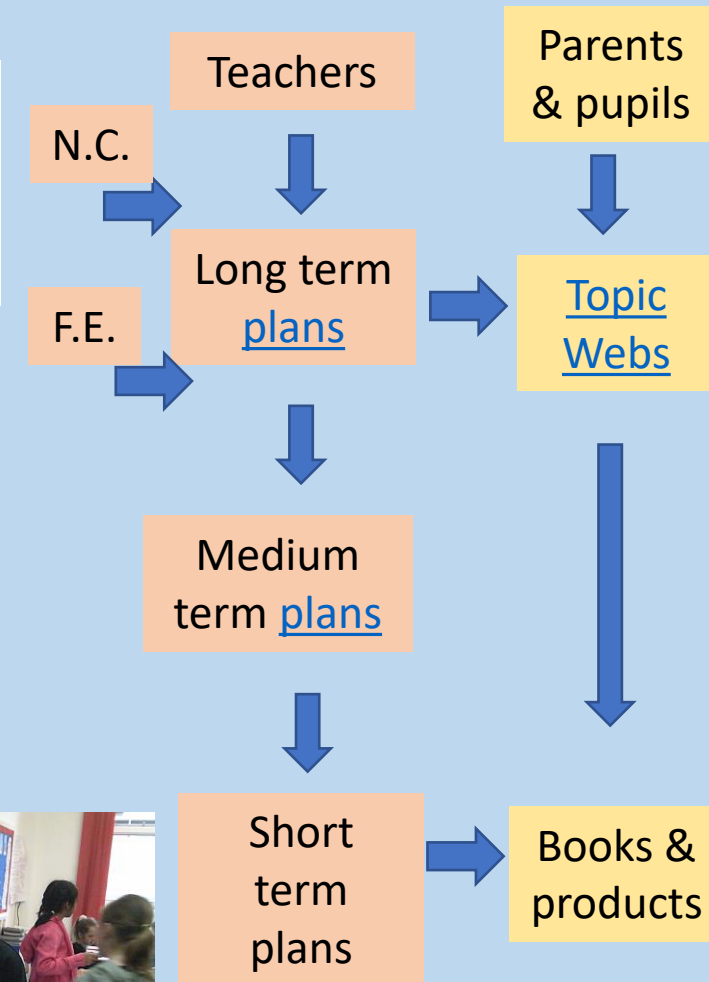 Teachers
Parents
& pupils
N.C.
Long term
plans
F.E.
Topic
Webs
Medium
term plans
Short
term
plans
Books &
products